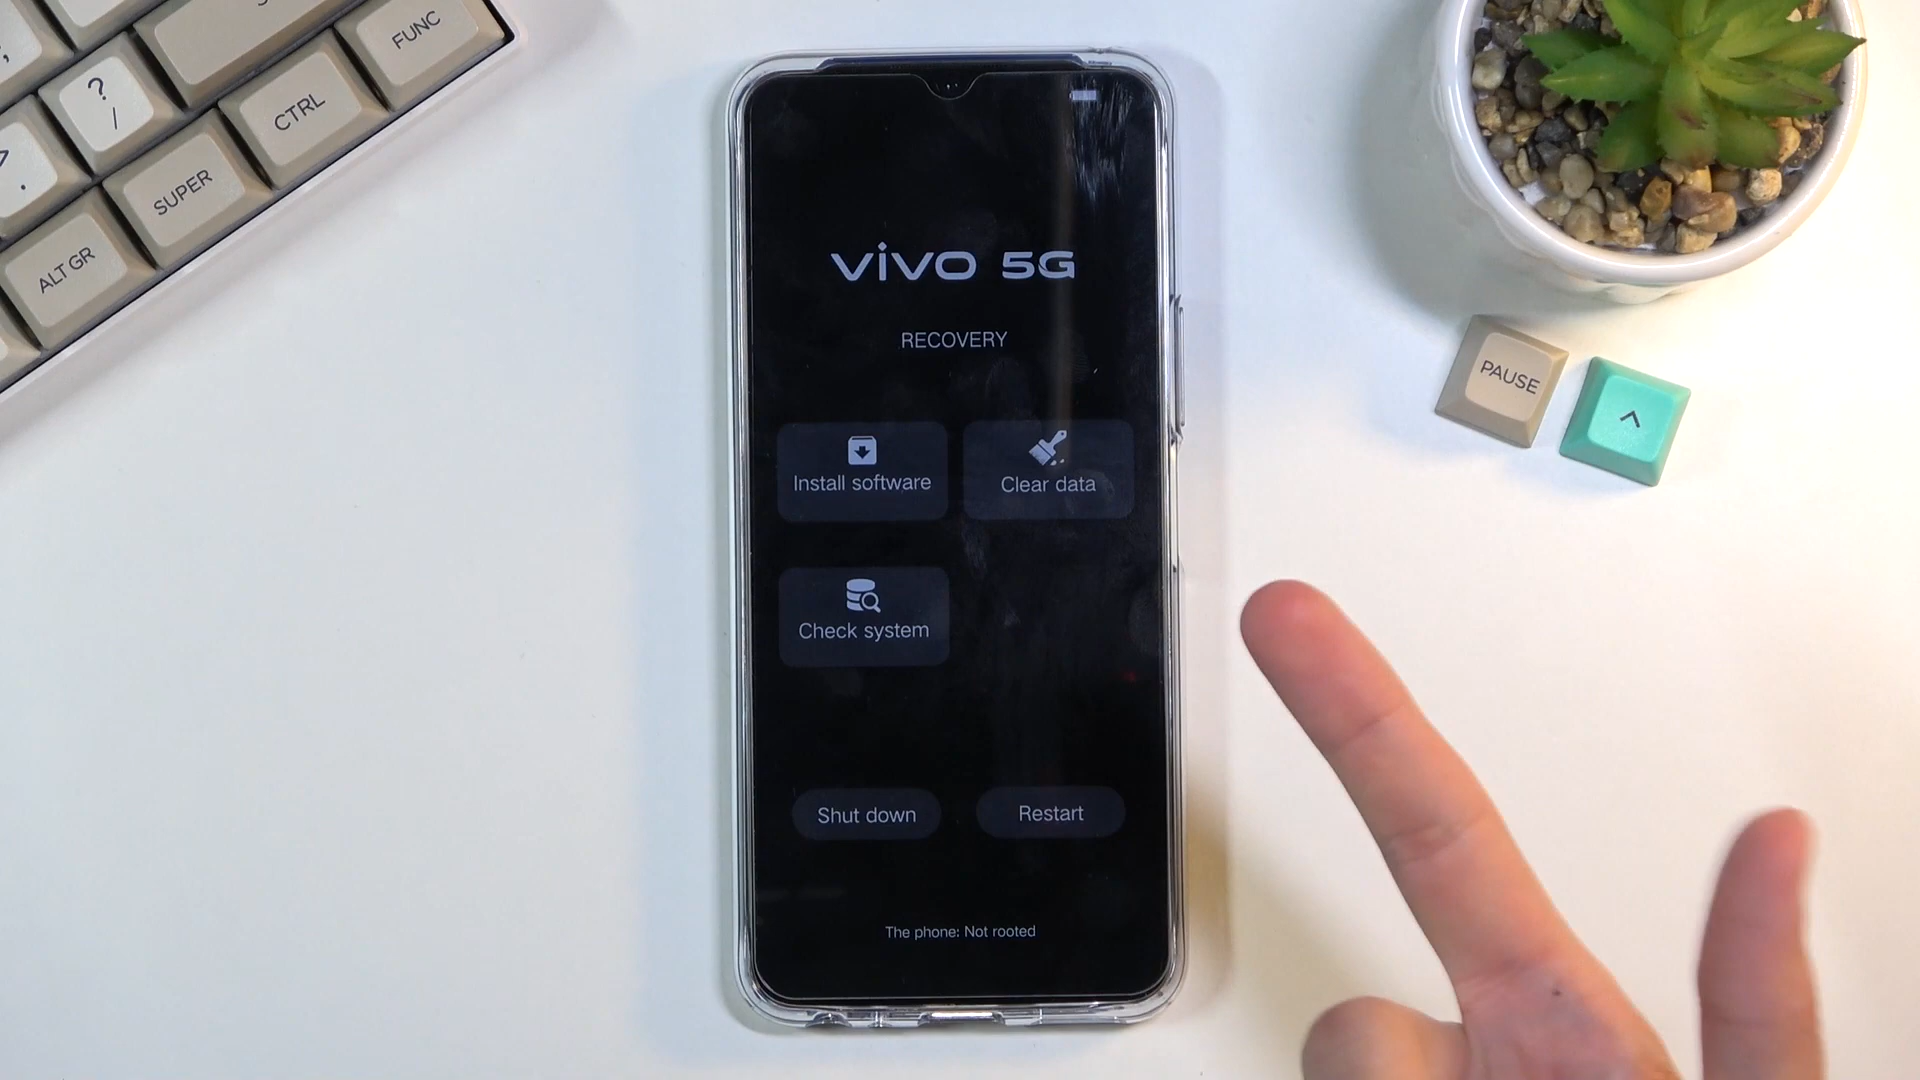 FUNC
?
/
CTRL
SUPER
ALT GR
vivo 5G
RECOVERY
Install software
Clear data
Check system
Shut down
Restart
The phone: Not rooted
PAUSE
^